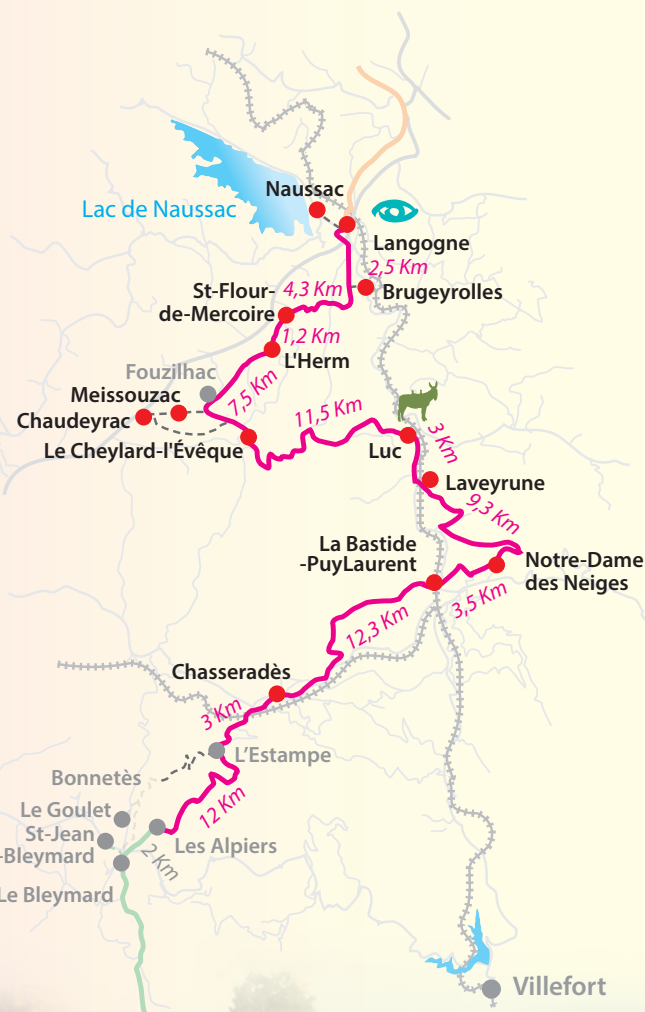 Naussac
Lac de Naussac
Langogne
2,5 Km
4,3 Km
Brugeyrolles
St-Flour-
de-Mercoire
1,2 Km
L'Herm
Fouzilhac
7,5 Km
Meissouzac
Chaudeyrac
11,5 Km
Le Cheylard-l'Évêque
Luc
3 Km
Laveyrune
9,3 Km
La Bastide
-PuyLaurent
Notre-Dame
des Neiges
3,5 Km
12,3 Km
Chasseradès
3 Km
L'Estampe
Bonnetès
12 Km
Le Goulet
St-Jean
-Bleymard
Les Alpiers
2 Km
Le Bleymard
Villefort